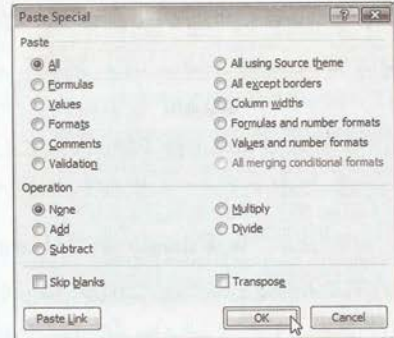 Paste Special
Paste
All
Formulas
Values
Formats
Comments
Validation
All using Source theme
All except borders
Column widths
Formulas and number formats
Values and number formats
All merging conditional formats
Operation
None
Add
Subtract
Multiply
Divide
Skip blanks
Transpose
Paste Link
OK
Cancel